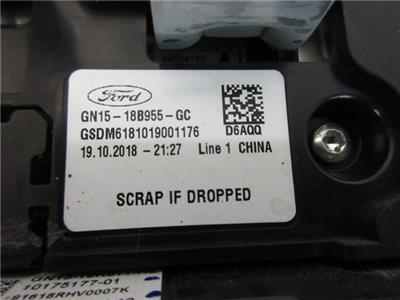 Ford
GN15-18B955-GC
GSDM6181019001176
D6AQQ
19.10.2018-21:27 Line 1 CHINA
SCRAP IF DROPPED
10175177-01